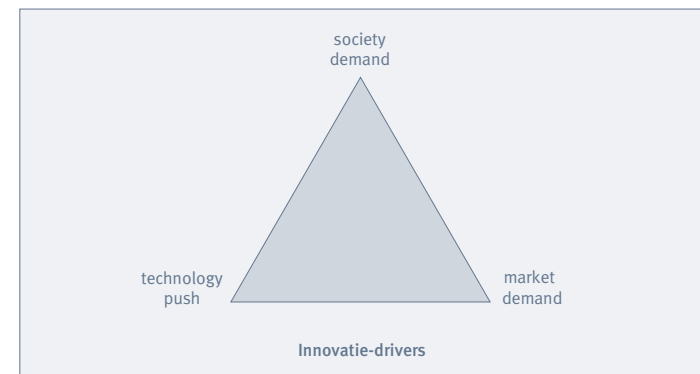 society
demand
technology
push
market
demand
Innovatie-drivers